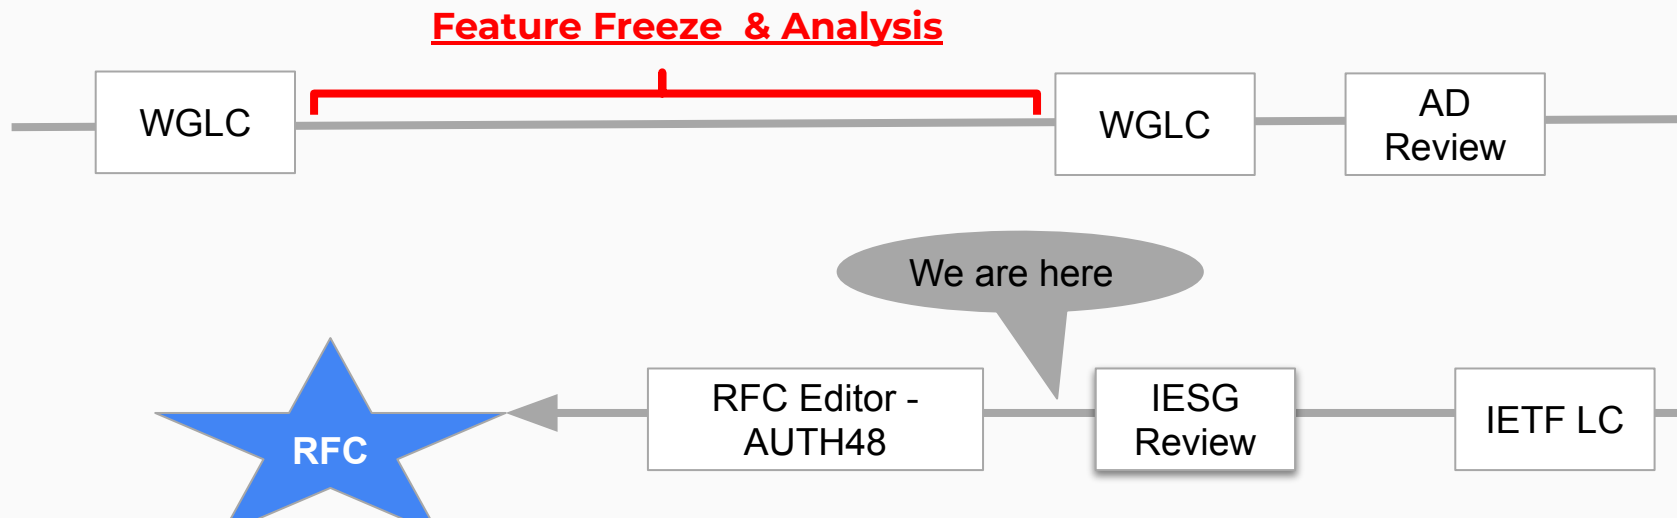 Feature Freeze & Analysis
WGLC
WGLC
AD
Review
We are here
RFC
RFC Editor -
AUTH48
IESG
Review
IETF LC